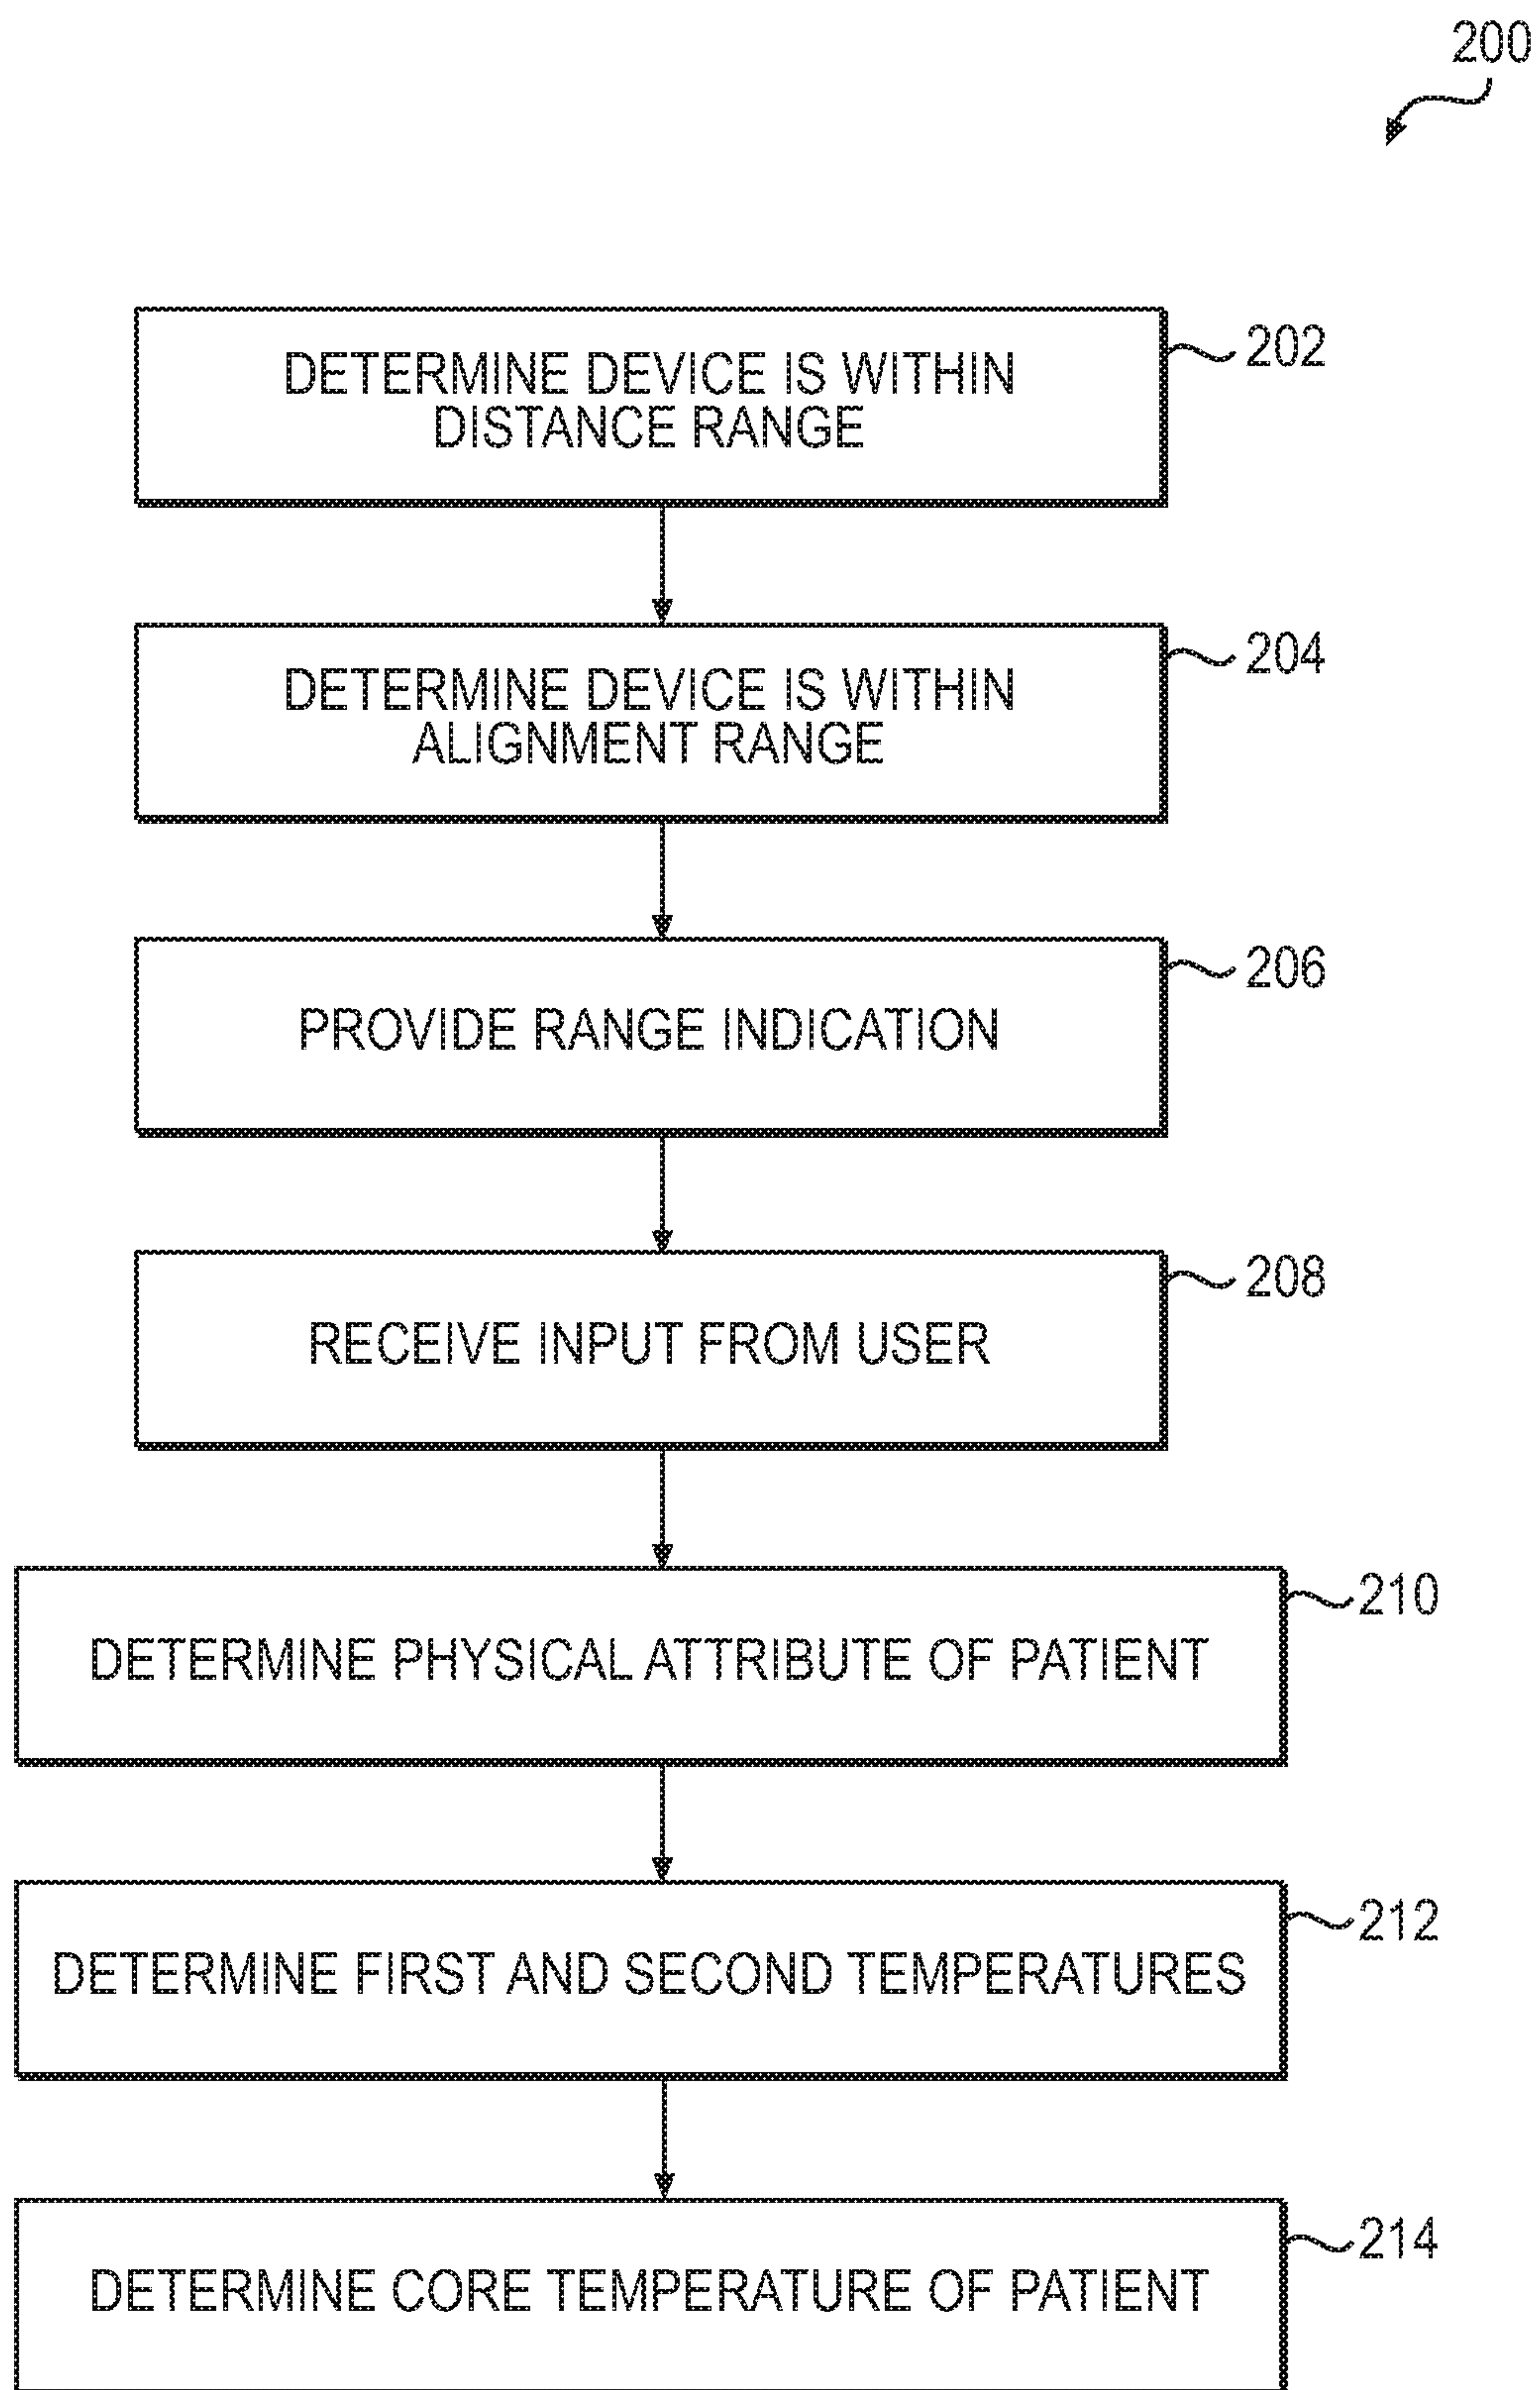 200
DETERMINE DEVICE IS WITHIN
DISTANCE RANGE
202
DETERMINE DEVICE IS WITHIN
ALIGNMENT RANGE
204
PROVIDE RANGE INDICATION
206
RECEIVE INPUT FROM USER
208
DETERMINE PHYSICAL ATTRIBUTE OF PATIENT
210
DETERMINE FIRST AND SECOND TEMPERATURES
212
DETERMINE CORE TEMPERATURE OF PATIENT
214